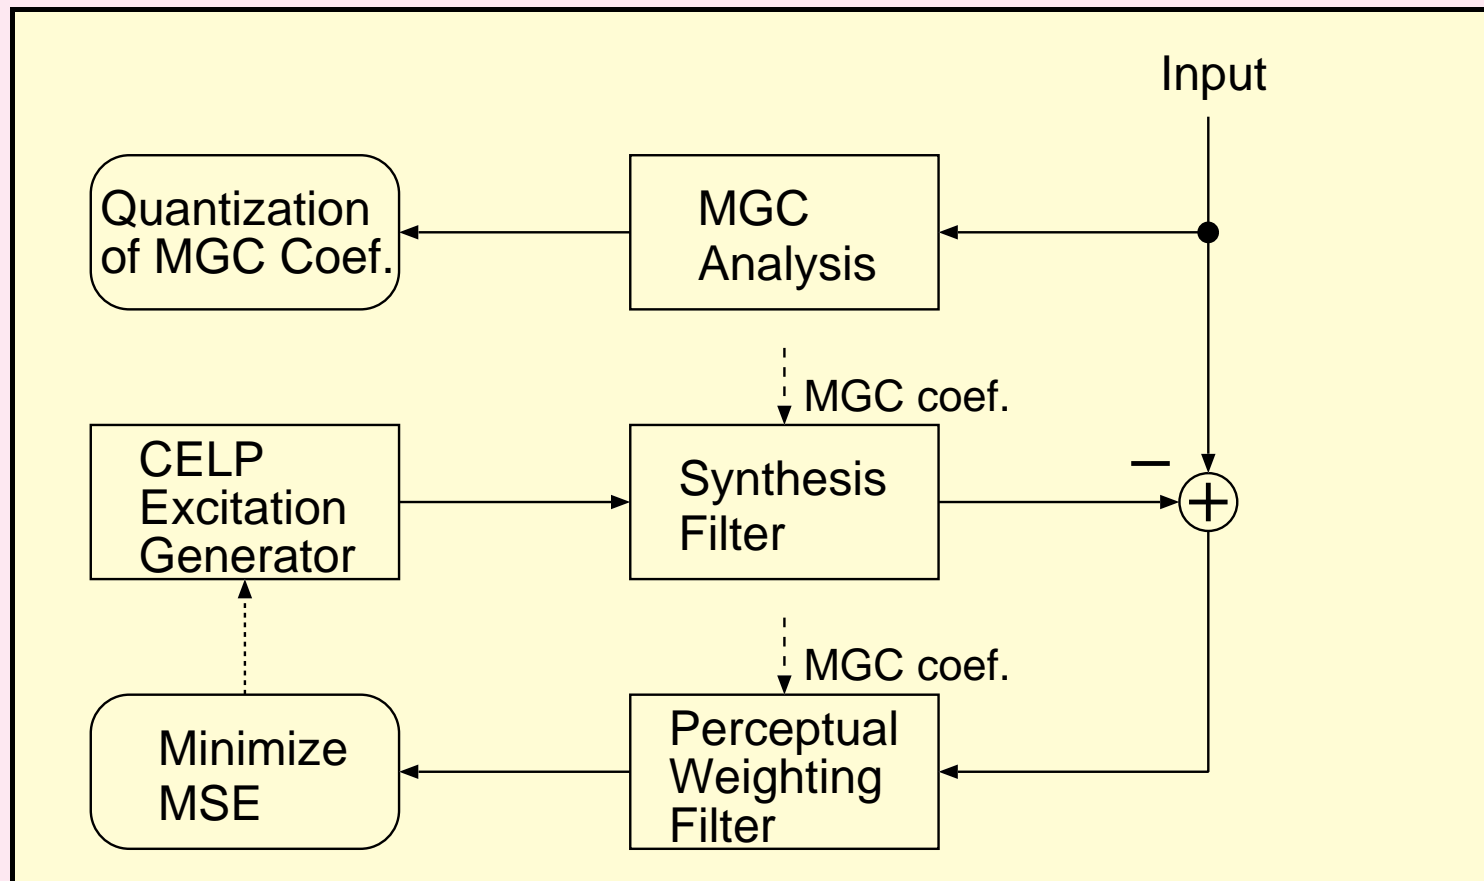 Input
Quantization
of MGC Coef.
MGC
Analysis
MGC coef.
CELP
Excitation
Generator
Synthesis
Filter
−
+
MGC coef.
Minimize
MSE
Perceptual
Weighting
Filter